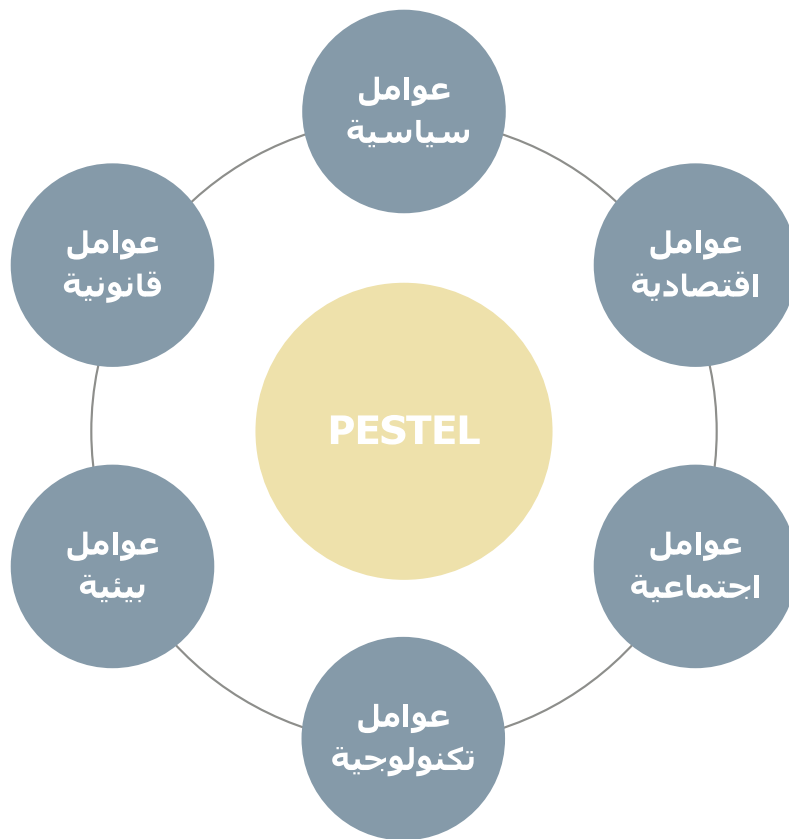 عوامل
سياسية
عوامل
اقتصادية
عوامل
اجتماعية
عوامل
تكنولوجية
عوامل
بيئية
عوامل
قانونية
PESTEL